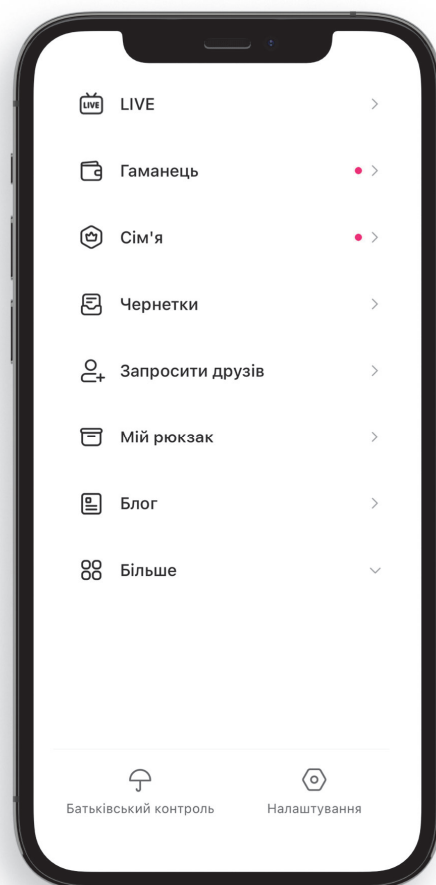 LIVE
LIVE
Гаманець
Сім'я
Чернетки
Запросити друзів
Мій рюкзак
Блог
Більше
Батьківський контроль
Налаштування